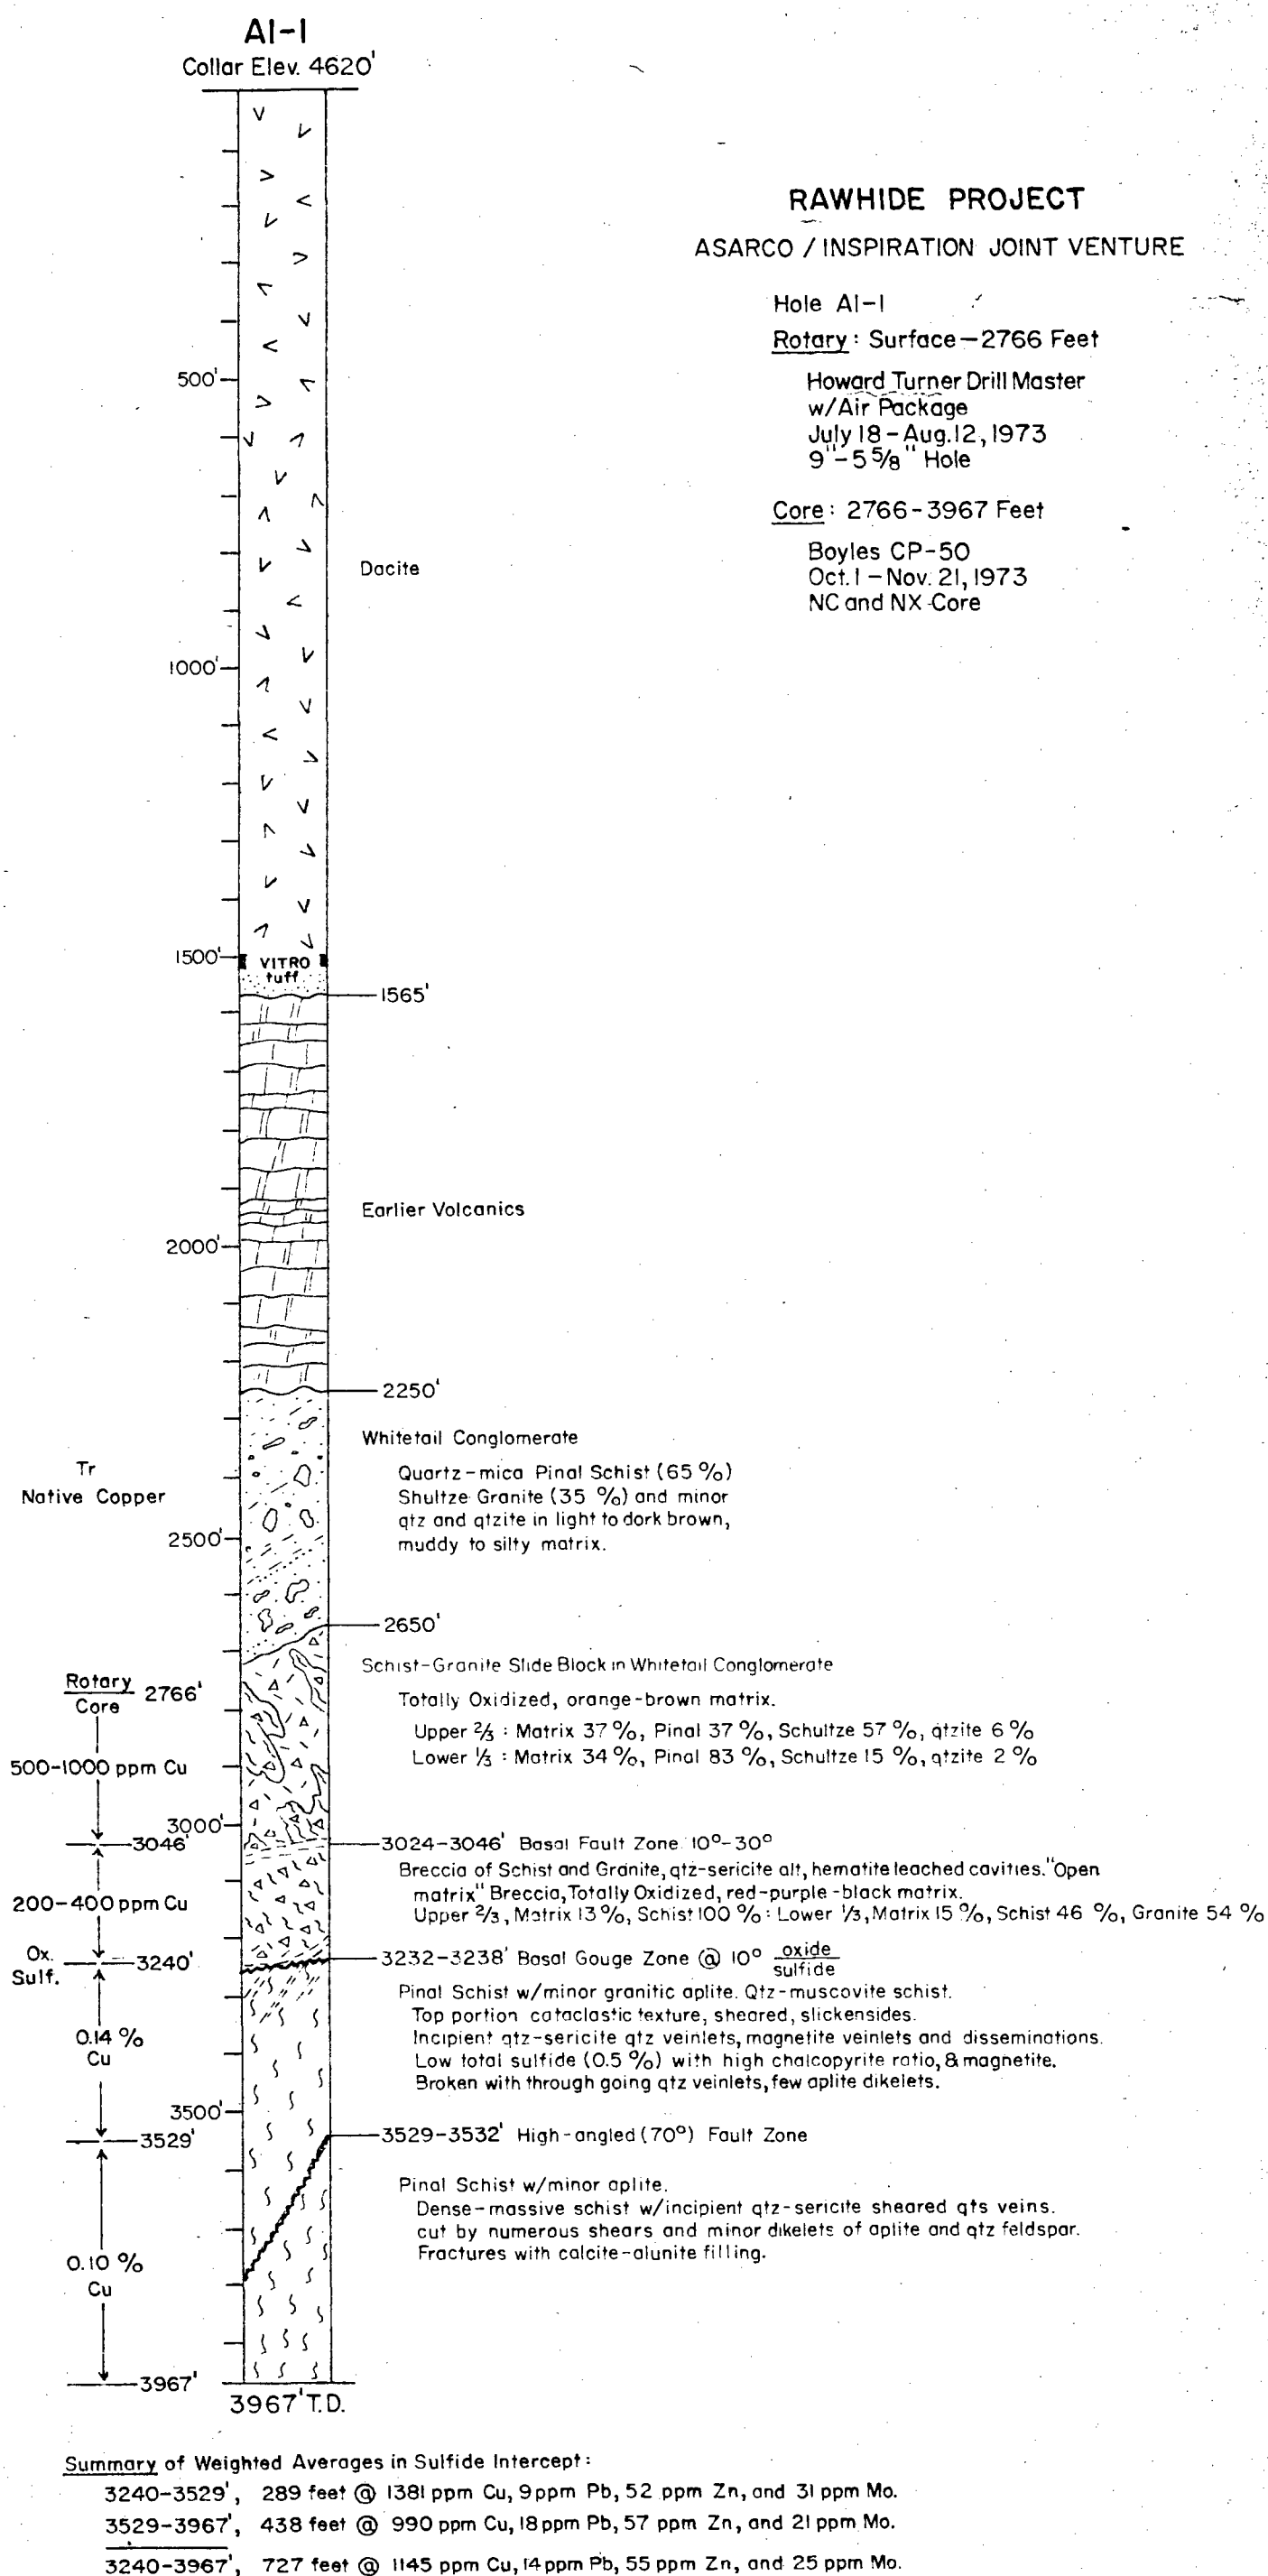 AI-I
Collar Elev. 4620'
RAWHIDE PROJECT
ASARCO / INSPIRATION JOINT VENTURE
Hole AI-I
Rotary: Surface-2766 Feet
Howard Turner Drill Master
w/Air Package
July 18-Aug.12, 1973
9"-5 5/8" Hole
Core: 2766-3967 Feet
Boyles CP-50
Oct. 1-Nov. 21, 1973
NC and NX Core
500'
Dacite
1000'
1500'
VITRO
tuff
1565'
Earlier Volcanics
2000'
2250'
Whitetail Conglomerate
Quartz-mica Pinal Schist (65 %)
Shultze Granite (35 %) and minor
qtz and qtzite in light to dark brown,
muddy to silty matrix.
Tr
Native Copper
2500'
2650'
Schist-Granite Slide Block in Whitetail Conglomerate
Totally Oxidized, orange-brown matrix.
Upper 2/3 : Matrix 37 %, Pinal 37 %, Schultze 57 %, qtzite 6 %
Lower 1/3 : Matrix 34 %, Pinal 83 %, Schultze 15 %, qtzite 2 %
Rotary
Core
2766'
500-1000 ppm Cu
3000'
3046'
3024-3046' Basal Fault Zone 10°-30°
Breccia of Schist and Granite, qtz-sericite alt, hematite leached cavities. "Open
matrix" Breccia, Totally Oxidized, red-purple-black matrix.
Upper 2/3, Matrix 13 %, Schist 100 % : Lower 1/3, Matrix 15 %, Schist 46 %, Granite 54 %
200-400 ppm Cu
Ox.
Sulf.
3240'
3232-3238' Basal Gouge Zone @ 10° oxide
sulfide
Pinal Schist w/minor granitic aplite. Qtz-muscovite schist.
Top portion cataclastic texture, sheared, slickensides.
Incipient qtz-sericite qtz veinlets, magnetite veinlets and disseminations.
Low total sulfide (0.5 %) with high chalcopyrite ratio, & magnetite.
Broken with through going qtz veinlets, few aplite dikelets.
0.14 %
Cu
3500'
3529'
3529-3532' High-angled (70°) Fault Zone
Pinal Schist w/minor aplite.
Dense-massive schist w/incipient qtz-sericite sheared qts veins.
cut by numerous shears and minor dikelets of aplite and qtz feldspar.
Fractures with calcite-alunite filling.
0.10 %
Cu
3967'
3967' T.D.
Summary of Weighted Averages in Sulfide Intercept:
3240-3529', 289 feet @ 1381 ppm Cu, 9 ppm Pb, 52 ppm Zn, and 31 ppm Mo.
3529-3967', 438 feet @ 990 ppm Cu, 18 ppm Pb, 57 ppm Zn, and 21 ppm Mo.
3240-3967', 727 feet @ 1145 ppm Cu, 14 ppm Pb, 55 ppm Zn, and 25 ppm Mo.